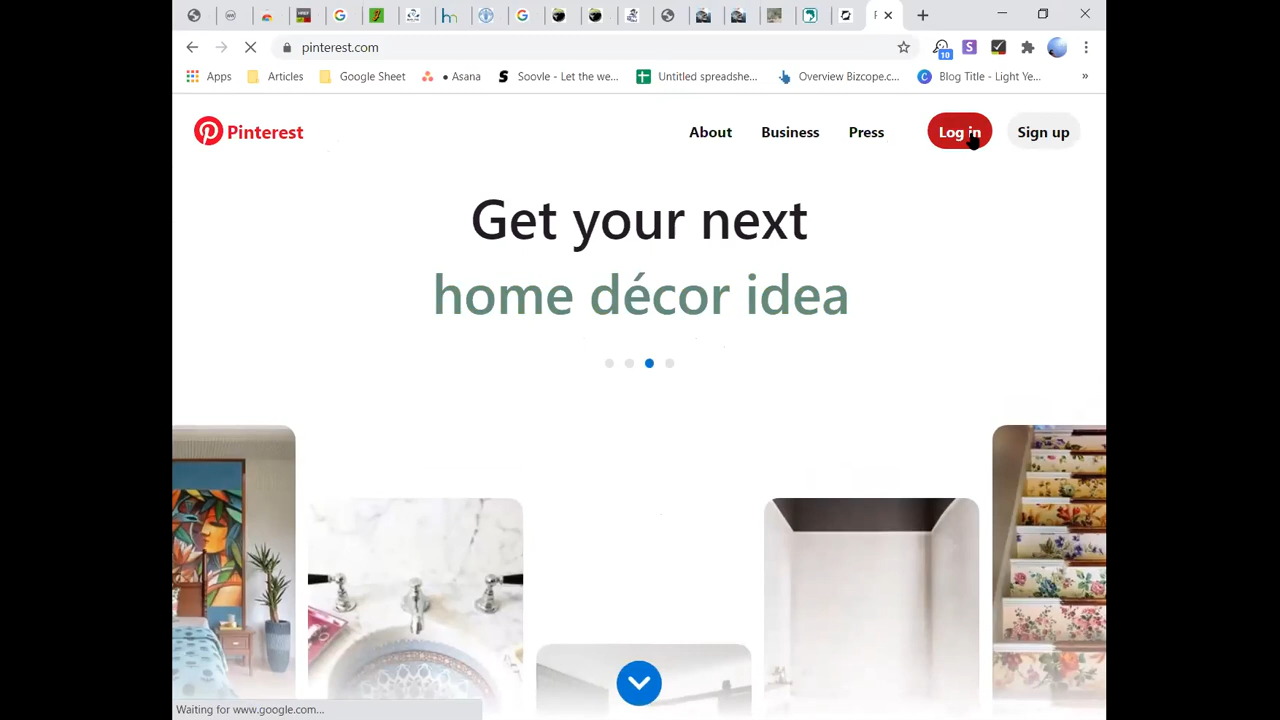 pinterest.com
10
Apps
Articles
Google Sheet
• Asana
S Soovle - Let the we...
Untitled spreadshe...
Overview Bizcope.c...
Blog Title - Light Ye...
»
Pinterest
About
Business
Press
Log in
Sign up
Get your next
home décor idea
Waiting for www.google.com...